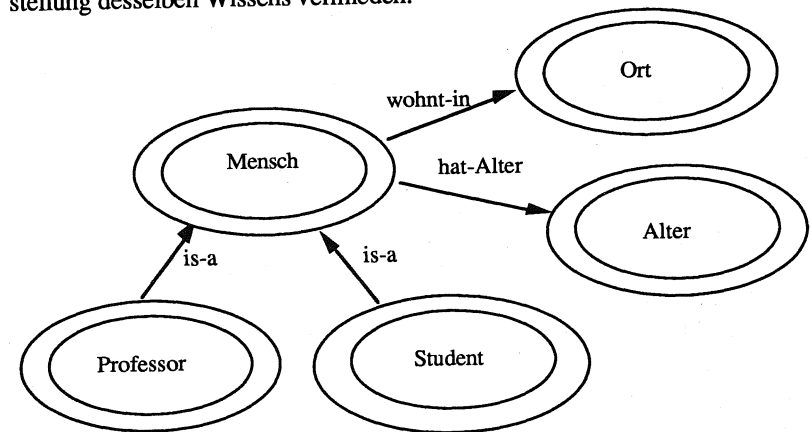 stellung desselben Wissens vermieden.
Ort
wohnt-in
Mensch
hat-Alter
Alter
is-a
is-a
Professor
Student